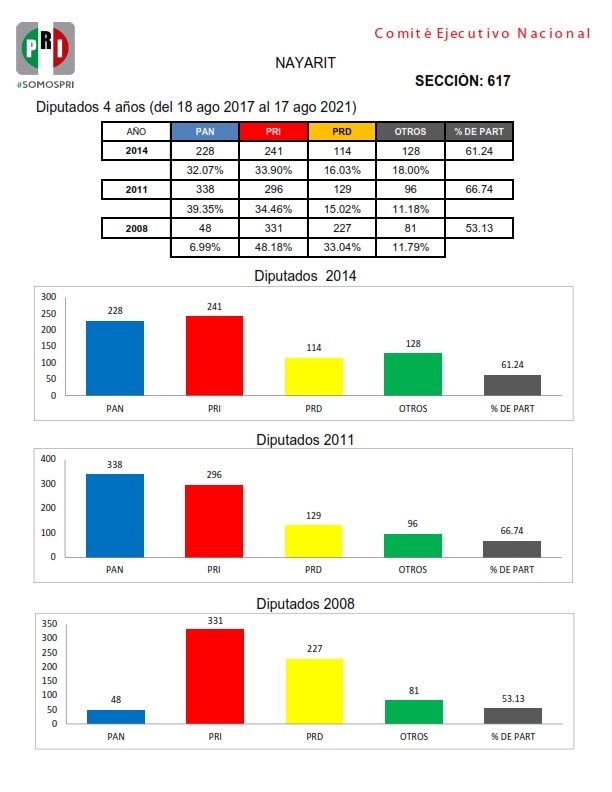 Comité Ejecutivo Nacional
PRI
#SOMOSPRI
NAYARIT
SECCIÓN: 617
Diputados 4 años (del 18 ago 2017 al 17 ago 2021)
AÑO PAN PRI PRD OTROS % DE PART
2014 228 241 114 128 61.24
32.07% 33.90% 16.03% 18.00%
2011 338 296 129 96 66.74
39.35% 34.46% 15.02% 11.18%
2008 48 331 227 81 53.13
6.99% 48.18% 33.04% 11.79%
Diputados 2014
300
250
200
150
100
50
0
228 241 114 128 61.24
PAN PRI PRD OTROS % DE PART
Diputados 2011
400
300
200
100
0
338 296 129 96 66.74
PAN PRI PRD OTROS % DE PART
Diputados 2008
350
300
250
200
150
100
50
0
48 331 227 81 53.13
PAN PRI PRD OTROS % DE PART